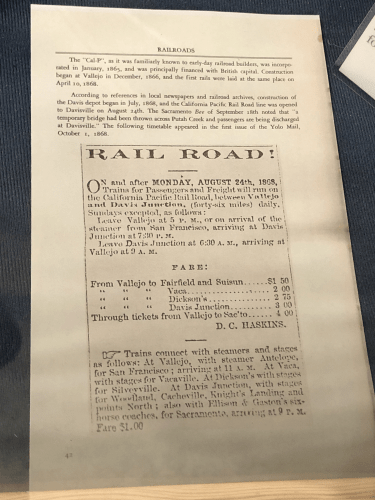 RAILROADS
The "Cal-P", as it was familiarly known to early-day railroad builders, was incorpo-
rated in January, 1865, and was principally financed with British capital. Construction
began at Vallejo in December, 1866, and the first rails were laid at the same place on
April 10, 1868.
According to references in local newspapers and railroad archives, construction of
the Davis depot began in July, 1868, and the California Pacific Rail Road line was opened
to Davisville on August 24th. The Sacramento Bee of September 18th noted that "a
temporary bridge had been thrown across Putah Creek and passengers are being discharged
at Davisville." The following timetable appeared in the first issue of the Yolo Mail,
October 1, 1868.
RAIL ROAD!
ON and after MONDAY, AUGUST 24th, 1868,
Trains for Passengers and Freight will run on
the California Pacific Rail Road, between Vallejo
and Davis Junction, (forty-six miles) daily,
Sundays excepted, as follows:
Leave Vallejo at 5 P. M., or on arrival of the
steamer from San Francisco, arriving at Davis
Junction at 7:30 P. M.
Leave Davis Junction at 6:30 A. M., arriving at
Vallejo at 9 A. M.
FARE:
From Vallejo to Fairfield and Suisun......$1 50
" " " Vaca.................. 2 00
" " " Dickson's.............. 2 75
" " " Davis Junction........ 3 00
Through tickets from Vallejo to Sac'to...... 4 00
D. C. HASKINS.
☞ Trains connect with steamers and stages
as follows: At Vallejo, with steamer Antelope,
for San Francisco; arriving at 11 A. M. At Vaca,
with stages for Vacaville. At Dickson's with stages
for Silveyville. At Davis Junction, with stages
for Woodland, Cacheville, Knight's Landing and
points North; also with Ellison & Gaston's six-
horse coaches, for Sacramento, arriving at 9 P. M.
Fare $1.00